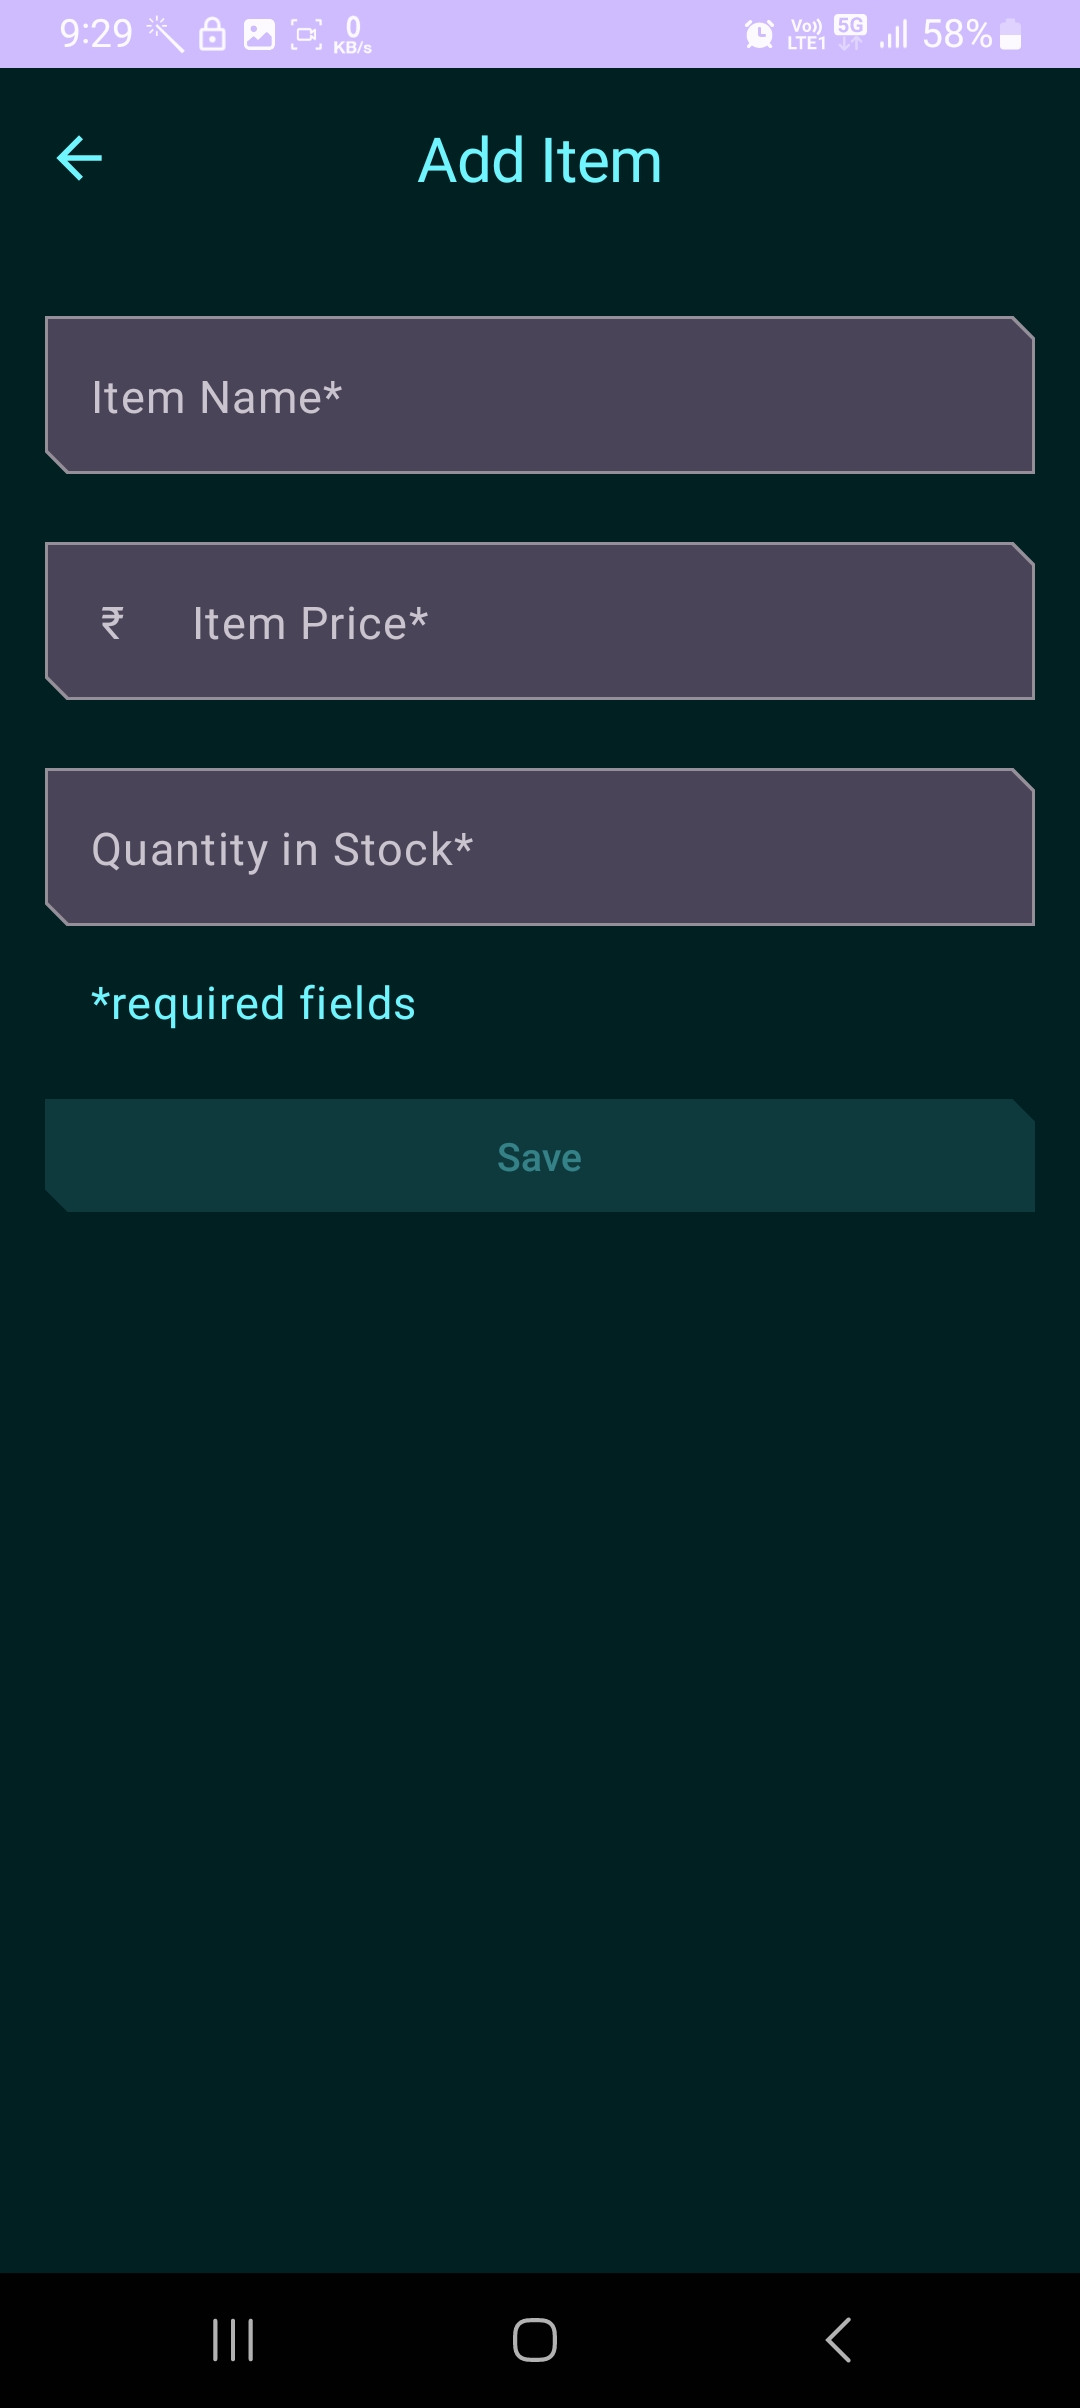 9:29 0 KB/s Vo)) LTE1 5G 58%
Add Item
Item Name*
₹ Item Price*
Quantity in Stock*
*required fields
Save